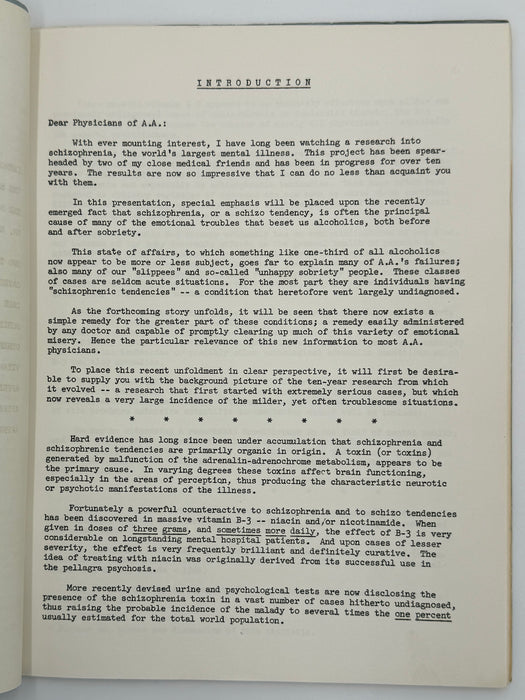 INTRODUCTION
Dear Physicians of A.A.:
With ever mounting interest, I have long been watching a research into
schizophrenia, the world's largest mental illness. This project has been spear-
headed by two of my close medical friends and has been in progress for over ten
years. The results are now so impressive that I can do no less than acquaint you
with them.
In this presentation, special emphasis will be placed upon the recently
emerged fact that schizophrenia, or a schizo tendency, is often the principal
cause of many of the emotional troubles that beset us alcoholics, both before
and after sobriety.
This state of affairs, to which something like one-third of all alcoholics
now appear to be more or less subject, goes far to explain many of A.A.'s failures;
also many of our "slippees" and so-called "unhappy sobriety" people. These classes
of cases are seldom acute situations. For the most part they are individuals having
"schizophrenic tendencies" -- a condition that heretofore went largely undiagnosed.
As the forthcoming story unfolds, it will be seen that there now exists a
simple remedy for the greater part of these conditions; a remedy easily administered
by any doctor and capable of promptly clearing up much of this variety of emotional
misery. Hence the particular relevance of this new information to most A.A.
physicians.
To place this recent unfoldment in clear perspective, it will first be desira-
ble to supply you with the background picture of the ten-year research from which
it evolved -- a research that first started with extremely serious cases, but which
now reveals a very large incidence of the milder, yet often troublesome situations.
* * * * * * * *
Hard evidence has long since been under accumulation that schizophrenia and
schizophrenic tendencies are primarily organic in origin. A toxin (or toxins)
generated by malfunction of the adrenalin-adrenochrome metabolism, appears to be
the primary cause. In varying degrees these toxins affect brain functioning,
especially in the areas of perception, thus producing the characteristic neurotic
or psychotic manifestations of the illness.
Fortunately a powerful counteractive to schizophrenia and to schizo tendencies
has been discovered in massive vitamin B-3 -- niacin and/or nicotinamide. When
given in doses of three grams, and sometimes more daily, the effect of B-3 is very
considerable on longstanding mental hospital patients. And upon cases of lesser
severity, the effect is very frequently brilliant and definitely curative. The
idea of treating with niacin was originally derived from its successful use in
the pellagra psychosis.
More recently devised urine and psychological tests are now disclosing the
presence of the schizophrenia toxin in a vast number of cases hitherto undiagnosed,
thus raising the probable incidence of the malady to several times the one percent
usually estimated for the total world population.